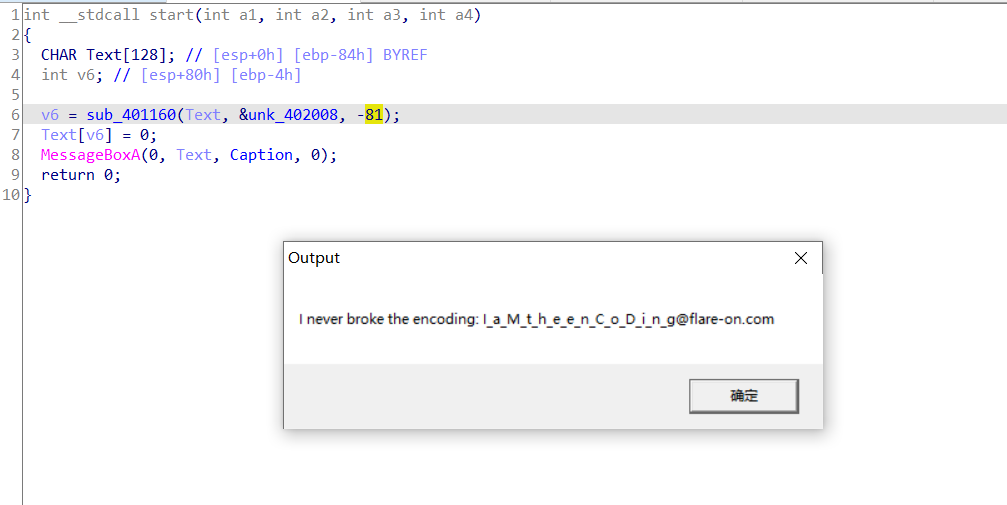 1 int __stdcall start(int a1, int a2, int a3, int a4)
2 {
3 CHAR Text[128]; // [esp+0h] [ebp-84h] BYREF
4 int v6; // [esp+80h] [ebp-4h]
5
6 v6 = sub_401160(Text, &unk_402008, -81);
7 Text[v6] = 0;
8 MessageBoxA(0, Text, Caption, 0);
9 return 0;
10 }
Output
I never broke the encoding: I_a_M_t_h_e_e_n_C_o_D_i_n_g@flare-on.com
确定